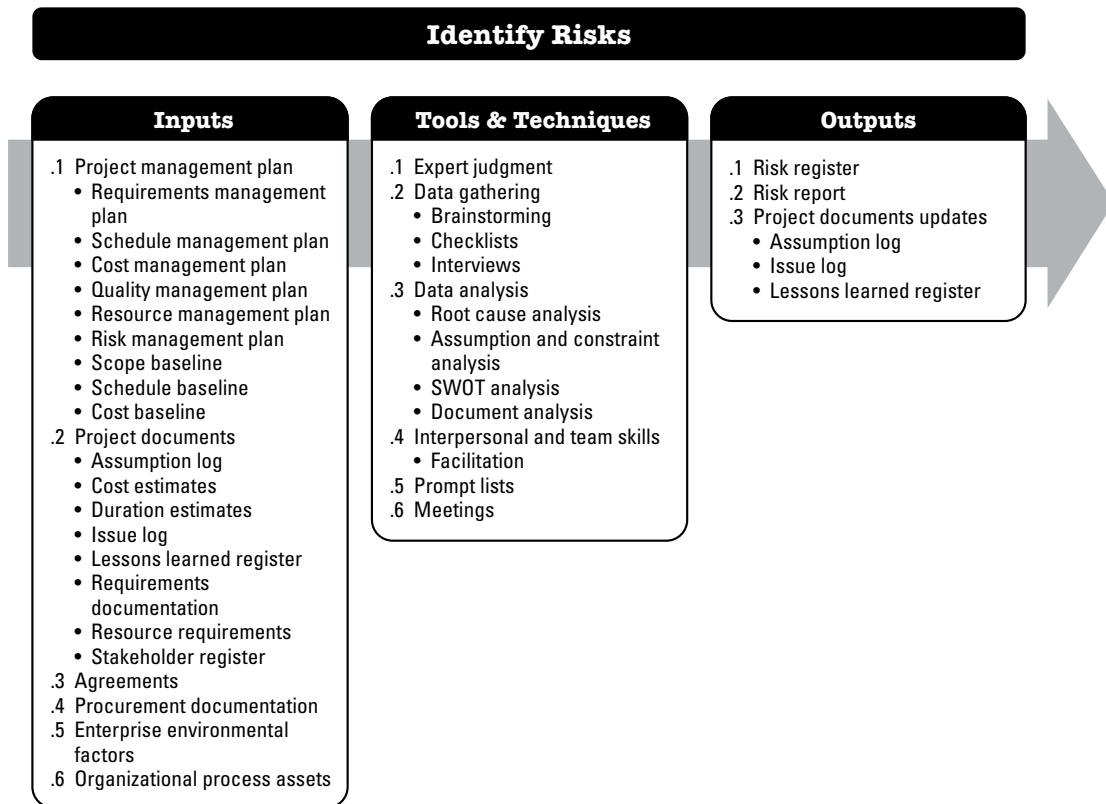 Identify Risks
Inputs
.1 Project management plan
• Requirements management
plan
• Schedule management plan
• Cost management plan
• Quality management plan
• Resource management plan
• Risk management plan
• Scope baseline
• Schedule baseline
• Cost baseline
.2 Project documents
• Assumption log
• Cost estimates
• Duration estimates
• Issue log
• Lessons learned register
• Requirements
documentation
• Resource requirements
• Stakeholder register
.3 Agreements
.4 Procurement documentation
.5 Enterprise environmental
factors
.6 Organizational process assets
Tools & Techniques
.1 Expert judgment
.2 Data gathering
• Brainstorming
• Checklists
• Interviews
.3 Data analysis
• Root cause analysis
• Assumption and constraint
analysis
• SWOT analysis
• Document analysis
.4 Interpersonal and team skills
• Facilitation
.5 Prompt lists
.6 Meetings
Outputs
.1 Risk register
.2 Risk report
.3 Project documents updates
• Assumption log
• Issue log
• Lessons learned register